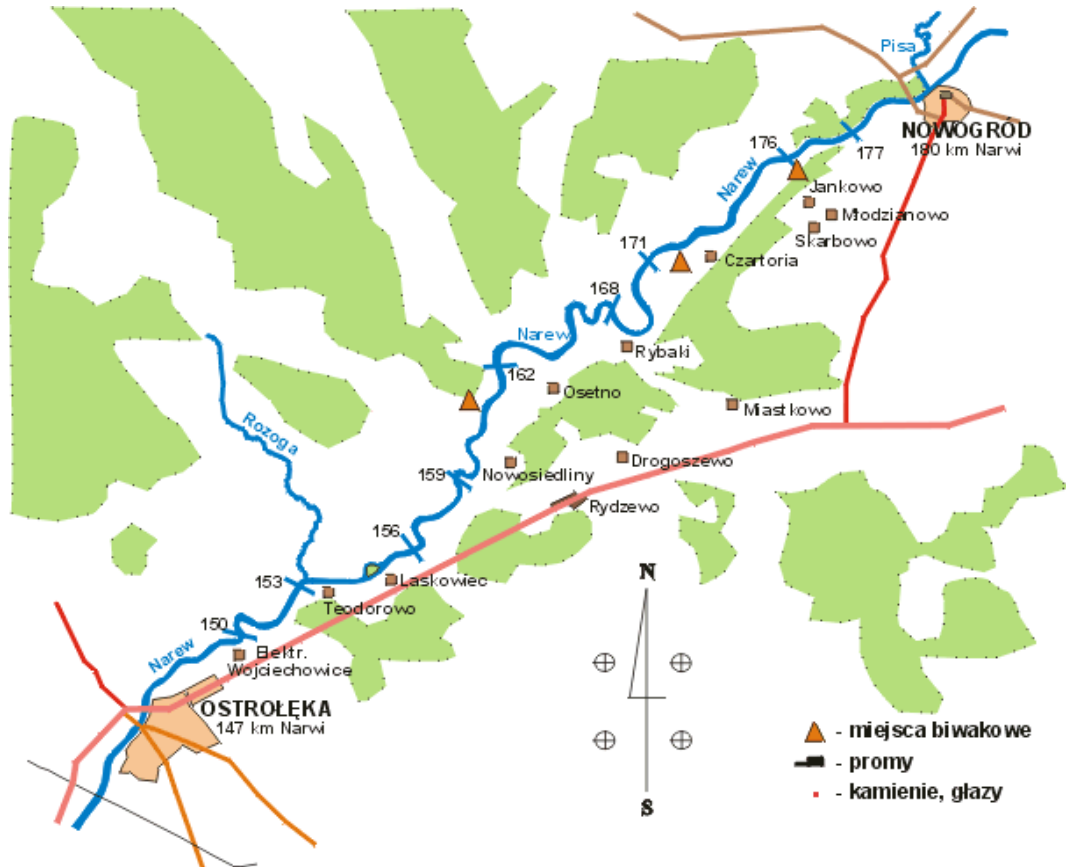 Pisa
NOWOGRÓD
180 km Narwi
177
176
Narew
Jankowo
Młodzianowo
Skarbowo
171
Czartoria
168
Narew
Rybaki
162
Osetno
Miastkowo
Rozoga
159
Nowosiedliny
Drogoszewo
Rydzewo
156
Laskowiec
153
Teodorowo
150
Elektr.
Wojciechowice
Narew
OSTROŁĘKA
147 km Narwi
N
S
- miejsca biwakowe
- promy
- kamienie, głazy